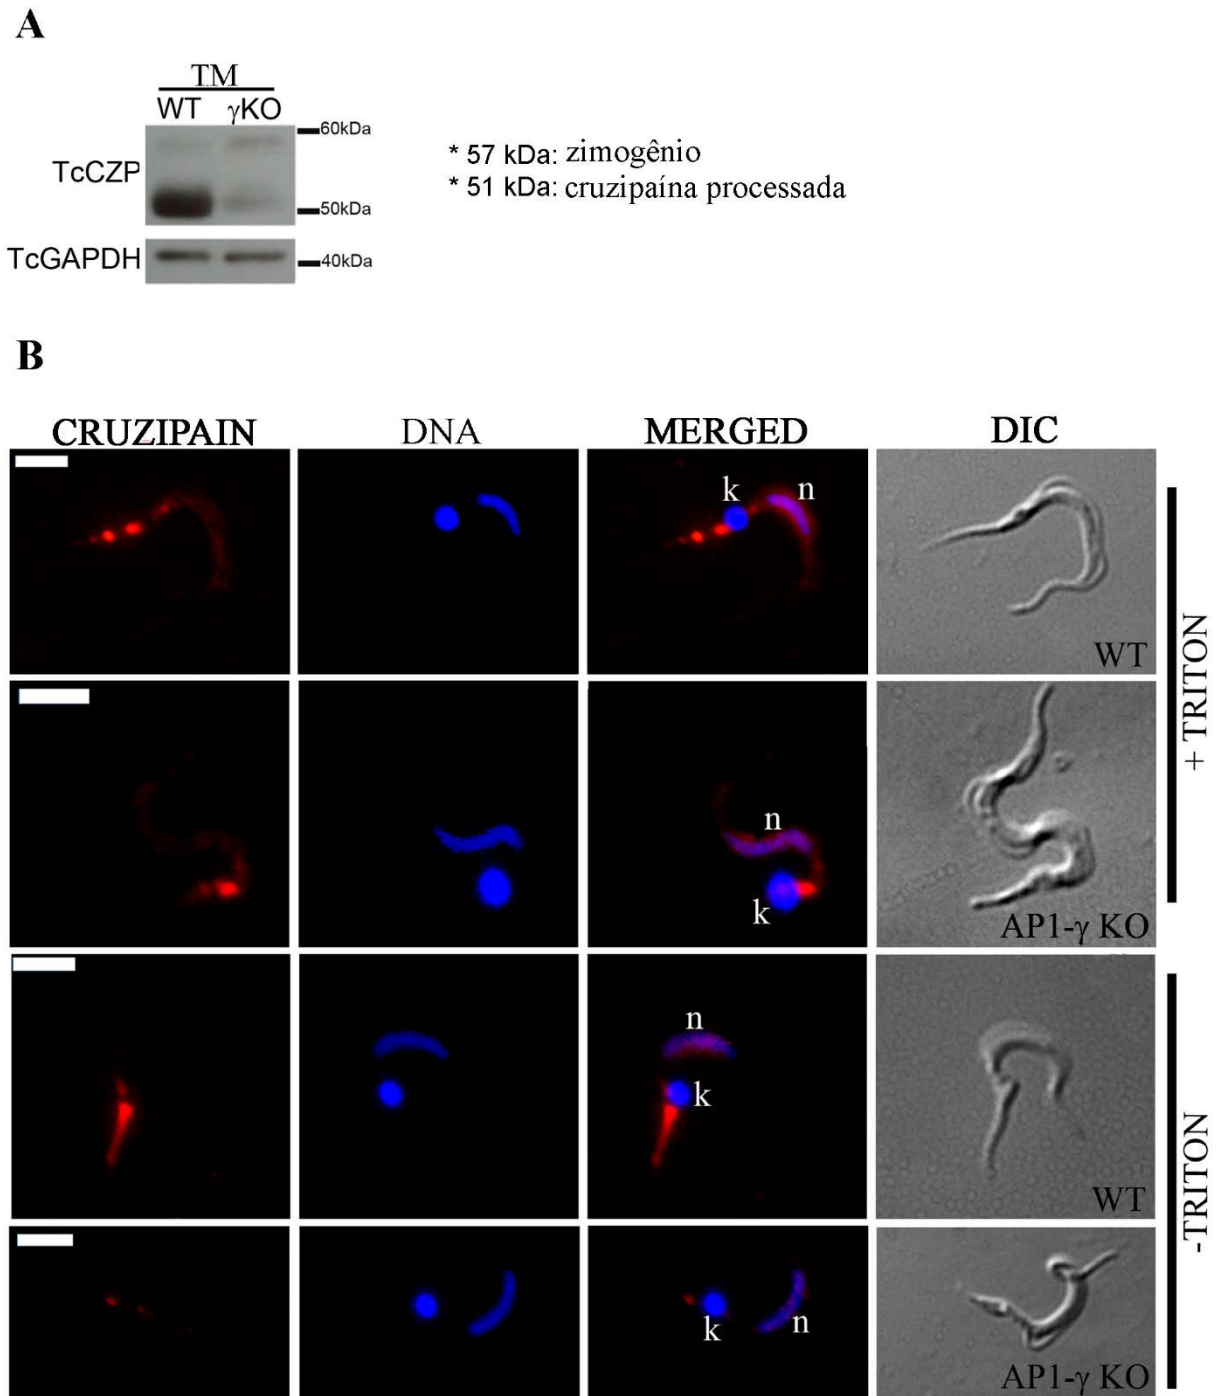 A
TM
WT γKO
60kDa
TcCZP
50kDa
TcGAPDH
40kDa
* 57 kDa: zimogênio
* 51 kDa: cruzipaína processada
B
CRUZIPAIN DNA MERGED DIC
k n
WT
n
k
AP1-γ KO
+ TRITON
n
k
WT
k n
AP1-γ KO
-TRITON